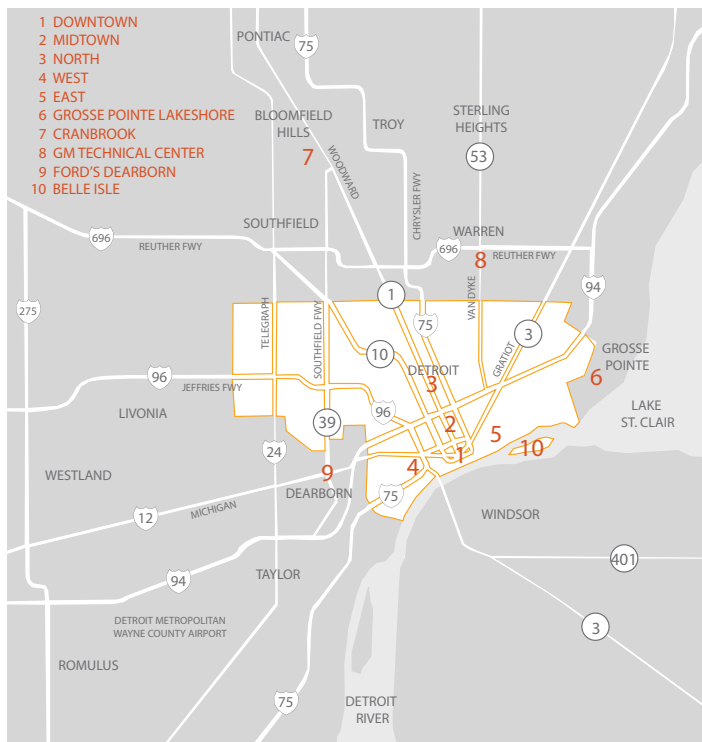 1 DOWNTOWN
2 MIDTOWN
3 NORTH
4 WEST
5 EAST
6 GROSSE POINTE LAKESHORE
7 CRANBROOK
8 GM TECHNICAL CENTER
9 FORD'S DEARBORN
10 BELLE ISLE
PONTIAC
75
BLOOMFIELD
HILLS
7
WOODWARD
TROY
STERLING
HEIGHTS
53
CHRYSLER FWY
SOUTHFIELD
WARREN
696
REUTHER FWY
696
REUTHER FWY
8
275
94
1
VAN DYKE
TELEGRAPH
SOUTHFIELD FWY
75
3
10
GRATIOT
GROSSE
POINTE
DETROIT
3
6
96
JEFFRIES FWY
96
LIVONIA
LAKE
ST. CLAIR
39
2
5
24
1
10
4
WESTLAND
9
DEARBORN
75
12
MICHIGAN
WINDSOR
401
94
TAYLOR
DETROIT METROPOLITAN
WAYNE COUNTY AIRPORT
3
ROMULUS
75
DETROIT
RIVER